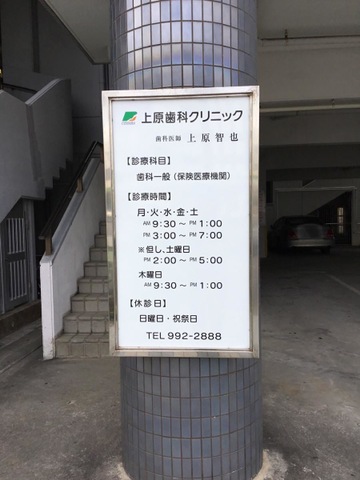 上原歯科クリニック
歯科医師 上原智也
【診療科目】
歯科一般(保険医療機関)
【診療時間】
月・火・水・金・土
AM 9:30～PM 1:00
PM 3:00～PM 7:00
※但し、土曜日
PM 2:00～PM 5:00
木曜日
AM 9:30～PM 1:00
【休診日】
日曜日・祝祭日
TEL 992-2888